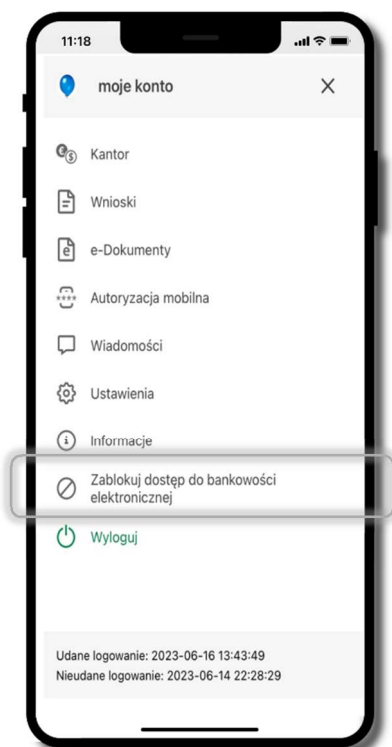 11:18
moje konto
Kantor
Wnioski
e-Dokumenty
Autoryzacja mobilna
Wiadomości
Ustawienia
Informacje
Zablokuj dostęp do bankowości
elektronicznej
Wyloguj
Udane logowanie: 2023-06-16 13:43:49
Nieudane logowanie: 2023-06-14 22:28:29